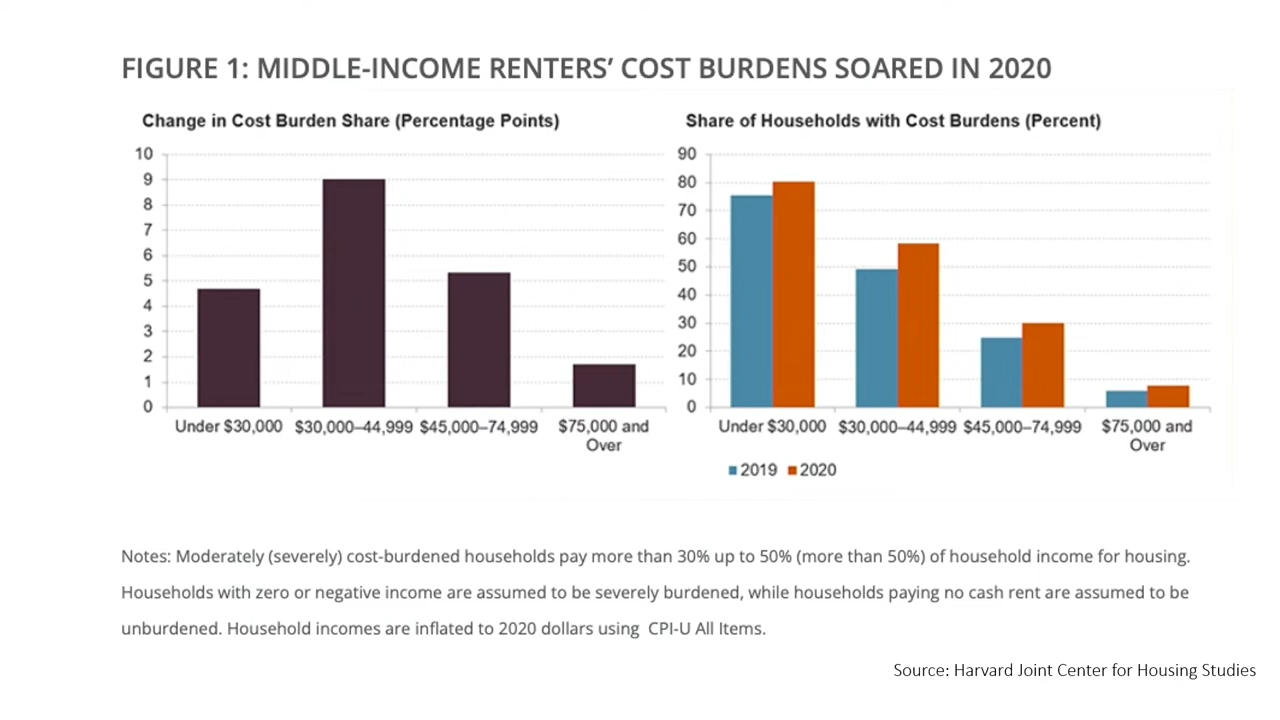 FIGURE 1: MIDDLE-INCOME RENTERS’ COST BURDENS SOARED IN 2020
Change in Cost Burden Share (Percentage Points)
10
9
8
7
6
5
4
3
2
1
0
Under $30,000
$30,000–44,999
$45,000–74,999
$75,000 and
Over
Share of Households with Cost Burdens (Percent)
90
80
70
60
50
40
30
20
10
0
Under $30,000
$30,000–44,999
$45,000–74,999
$75,000 and
Over
2019
2020
Notes: Moderately (severely) cost-burdened households pay more than 30% up to 50% (more than 50%) of household income for housing.
Households with zero or negative income are assumed to be severely burdened, while households paying no cash rent are assumed to be
unburdened. Household incomes are inflated to 2020 dollars using  CPI-U All Items.
Source: Harvard Joint Center for Housing Studies